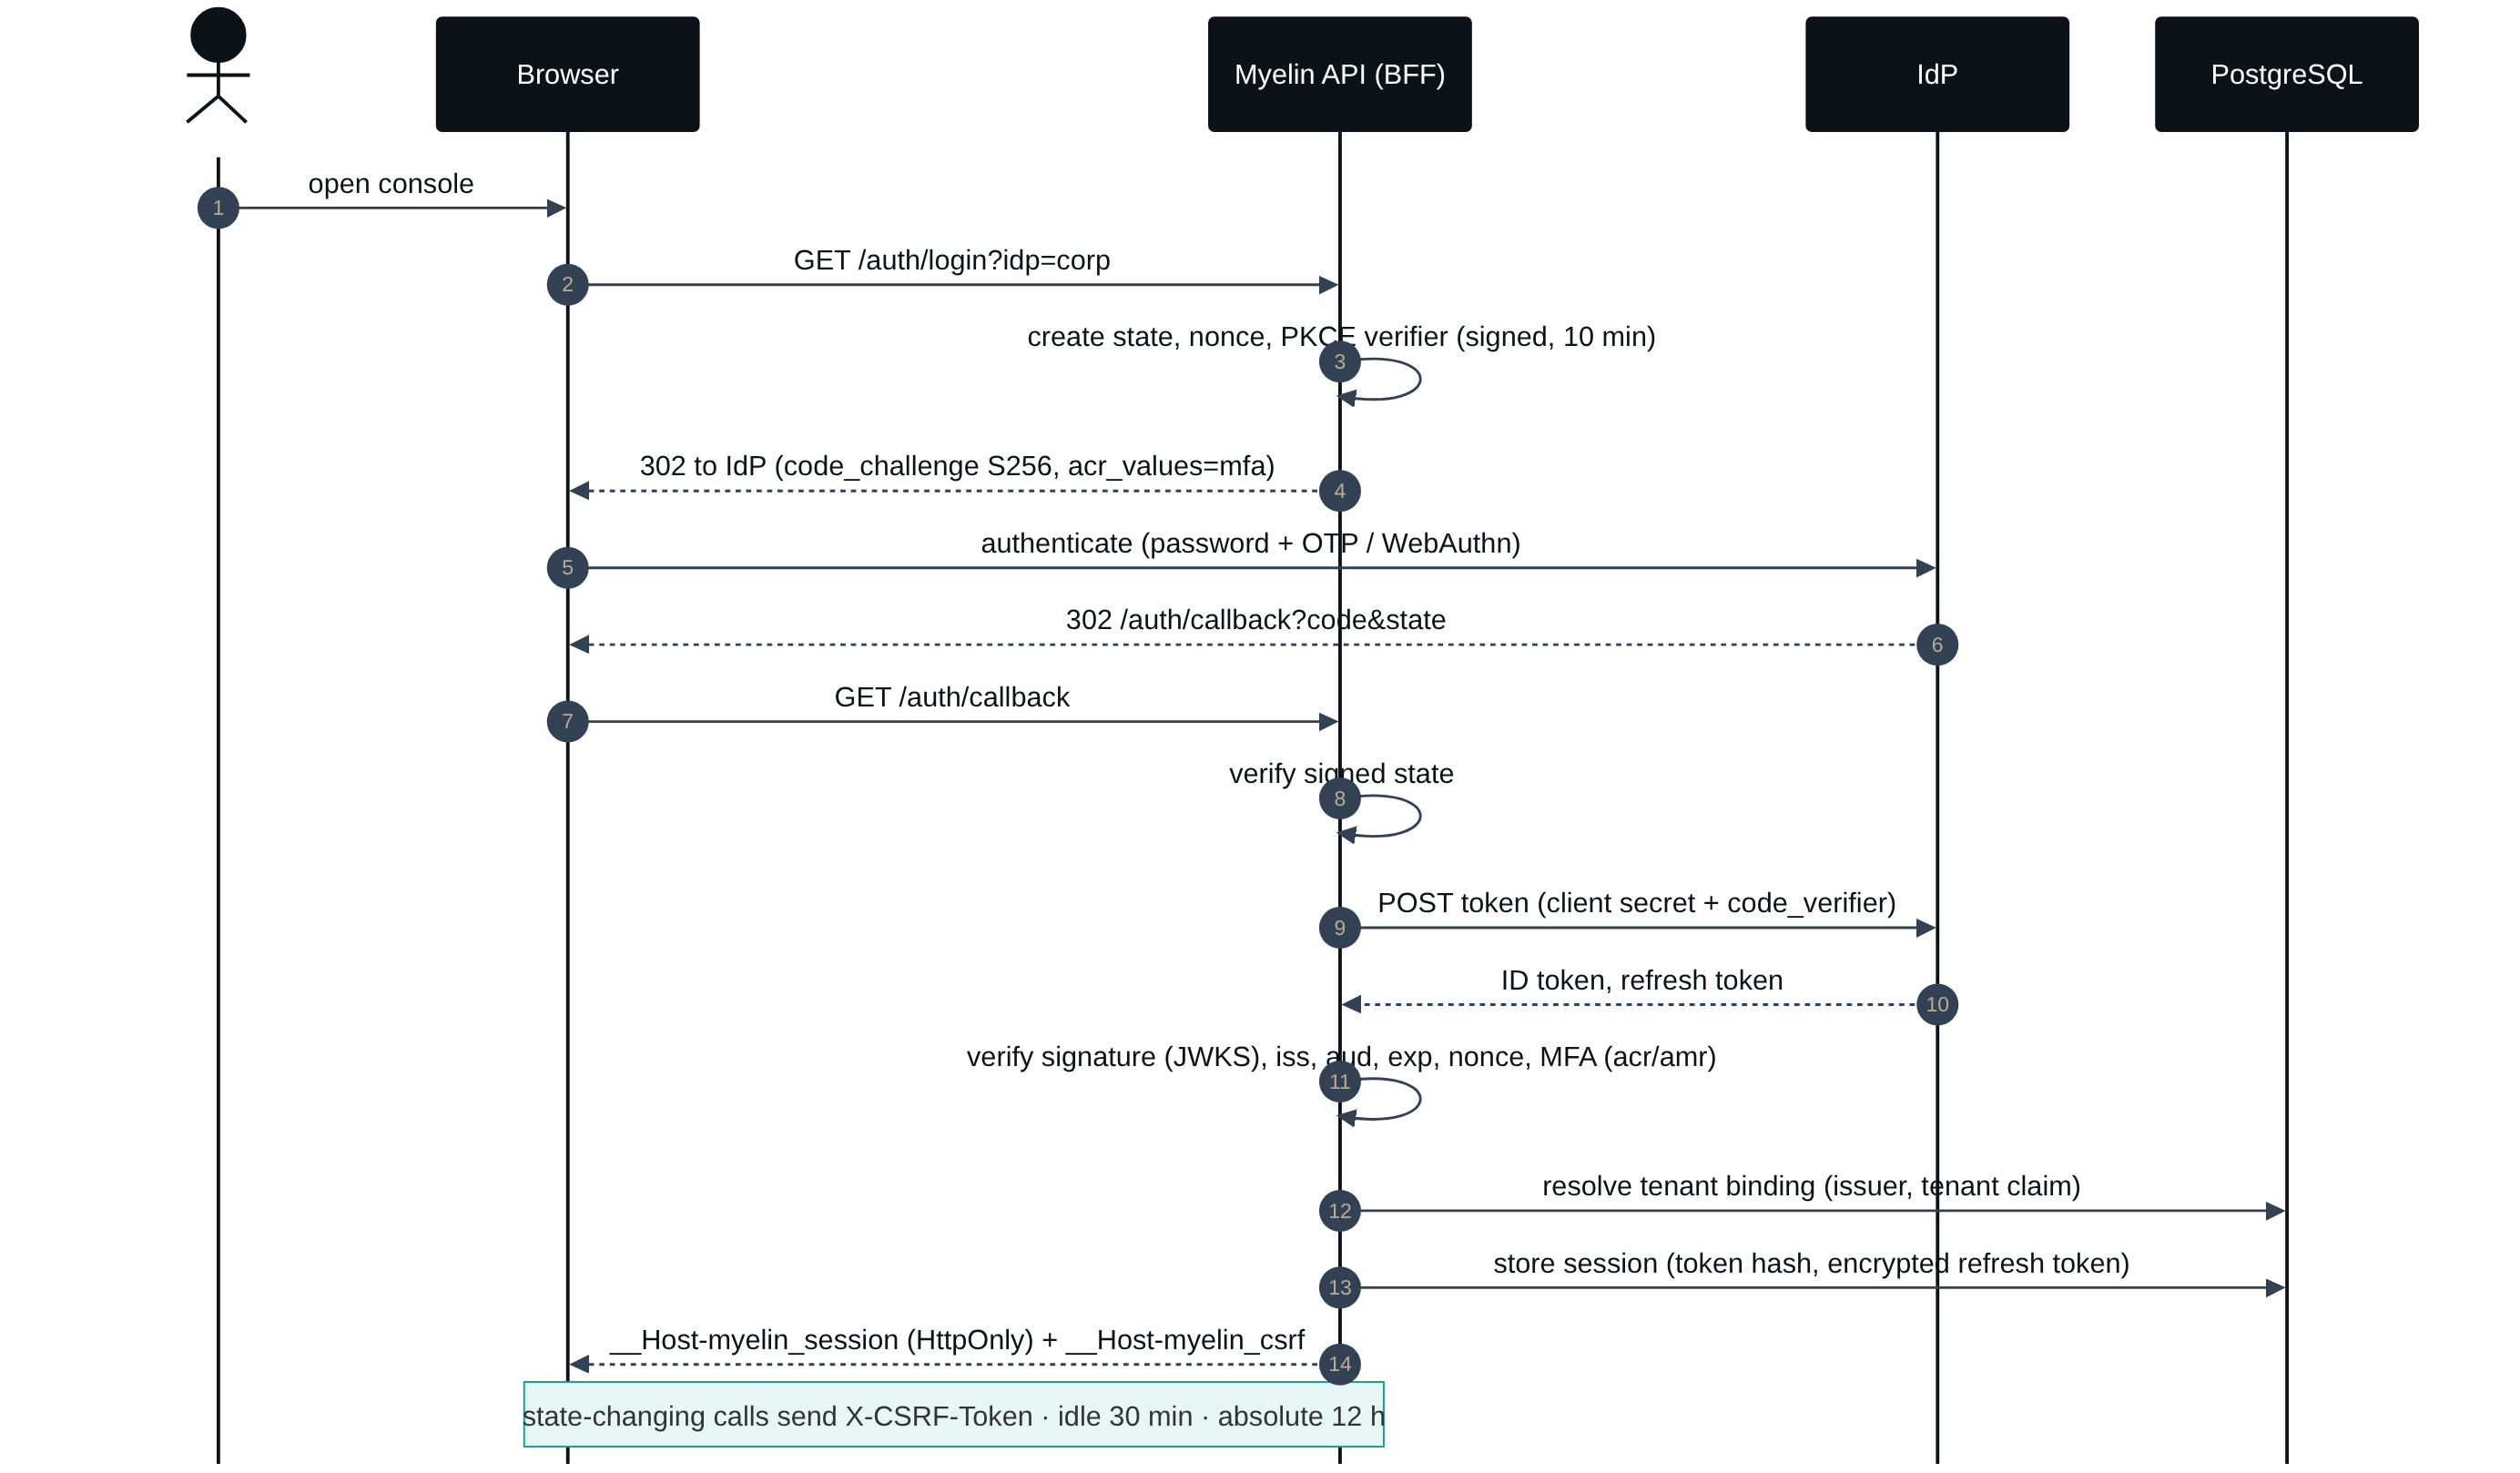 Browser
Myelin API (BFF)
IdP
PostgreSQL
open console
1
GET /auth/login?idp=corp
2
create state, nonce, PKCE verifier (signed, 10 min)
3
302 to IdP (code_challenge S256, acr_values=mfa)
4
authenticate (password + OTP / WebAuthn)
5
302 /auth/callback?code&state
6
GET /auth/callback
7
verify signed state
8
POST token (client secret + code_verifier)
9
ID token, refresh token
10
verify signature (JWKS), iss, aud, exp, nonce, MFA (acr/amr)
11
resolve tenant binding (issuer, tenant claim)
12
store session (token hash, encrypted refresh token)
13
__Host-myelin_session (HttpOnly) + __Host-myelin_csrf
14
state-changing calls send X-CSRF-Token · idle 30 min · absolute 12 h